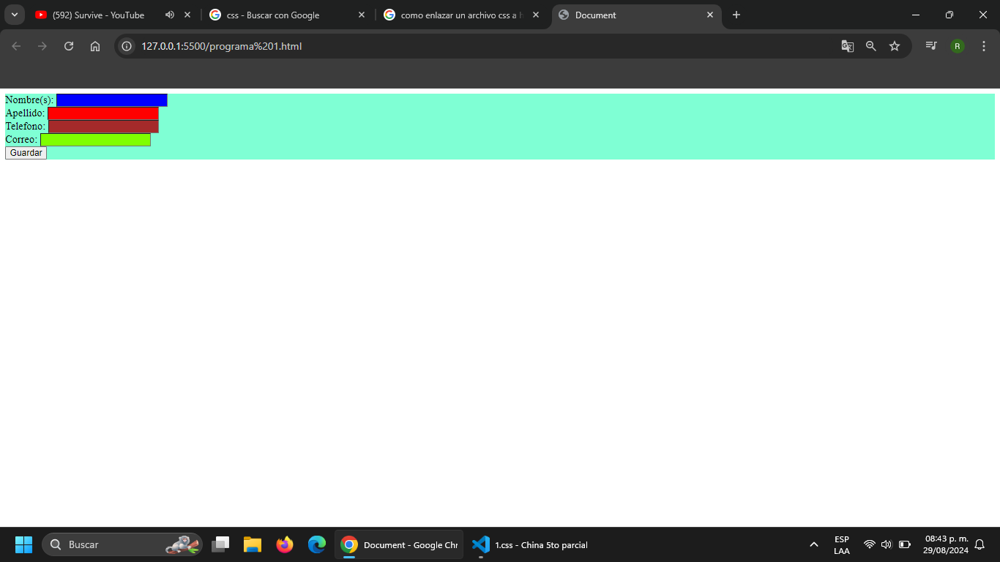 (592) Survive - YouTube
css - Buscar con Google
como enlazar un archivo css a h
Document
127.0.0.1:5500/programa%201.html
R
Nombre(s):
Apellido:
Telefono:
Correo:
Guardar
Buscar
Document - Google Chr
1.css - China 5to parcial
ESP
LAA
08:43 p. m.
29/08/2024